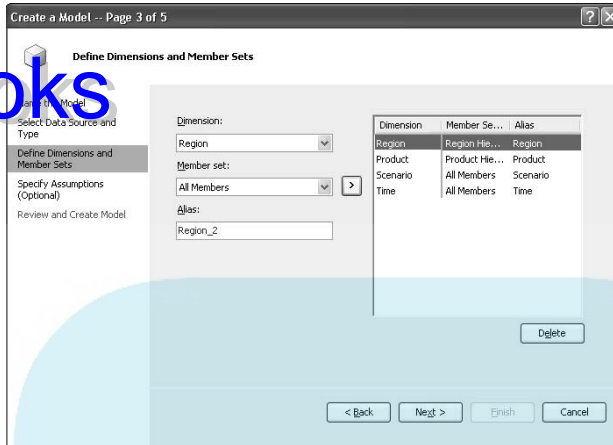 Create a Model -- Page 3 of 5
Define Dimensions and Member Sets
oks
the Model
Select Data Source and
Type
Define Dimensions and
Member Sets
Specify Assumptions
(Optional)
Review and Create Model
Dimension:
Region
Member set:
All Members
>
Alias:
Region_2
Dimension Member Se... Alias
Region Region Hie... Region
Product Product Hie... Product
Scenario All Members Scenario
Time All Members Time
Delete
< Back
Next >
Finish
Cancel